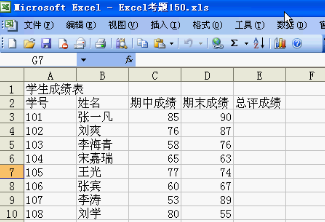 Microsoft Excel - Excel考题150.xls
文件(F) 编辑(E) 视图(V) 插入(I) 格式(O) 工具(T) 数据(D)
G7
A B C D E F
1 学生成绩表
2 学号 姓名 期中成绩 期末成绩 总评成绩
3 101 张一凡 85 90
4 102 刘爽 76 87
5 103 李海青 58 76
6 104 宋嘉瑞 65 63
7 105 王光 77 74
8 106 张宾 60 67
9 107 李涛 53 89
10 108 刘学 80 55